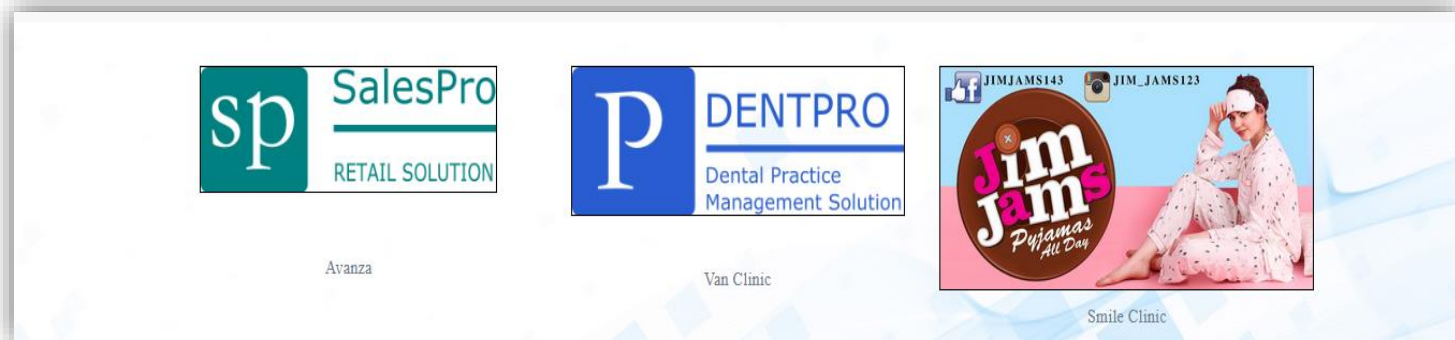 sp
SalesPro
RETAIL SOLUTION
Avanza
P
DENTPRO
Dental Practice
Management Solution
Van Clinic
JIMJAMS143
JIM_JAMS123
Jim
Jams
Pyjamas
All Day
Smile Clinic